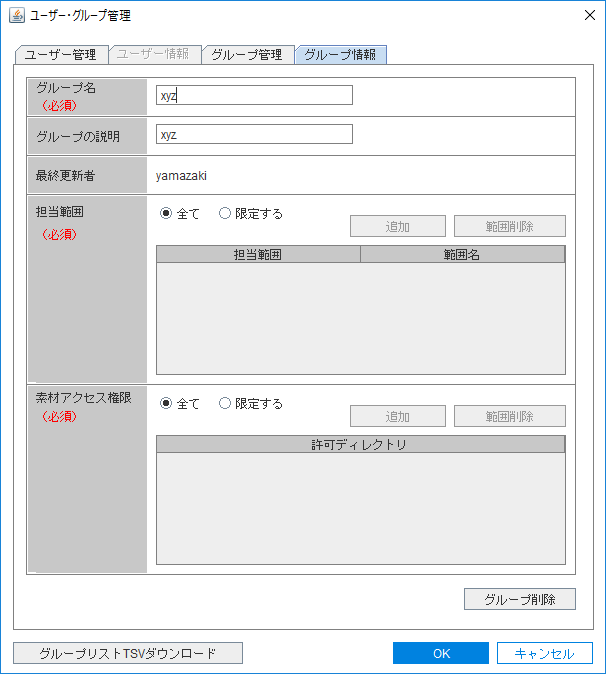 ユーザー・グループ管理
ユーザー管理 ユーザー情報 グループ管理 グループ情報
グループ名
（必須）
xyz
グループの説明
xyz
最終更新者
yamazaki
担当範囲
（必須）
全て 限定する
追加 範囲削除
担当範囲 範囲名
素材アクセス権限
（必須）
全て 限定する
追加 範囲削除
許可ディレクトリ
グループ削除
グループリストTSVダウンロード OK キャンセル